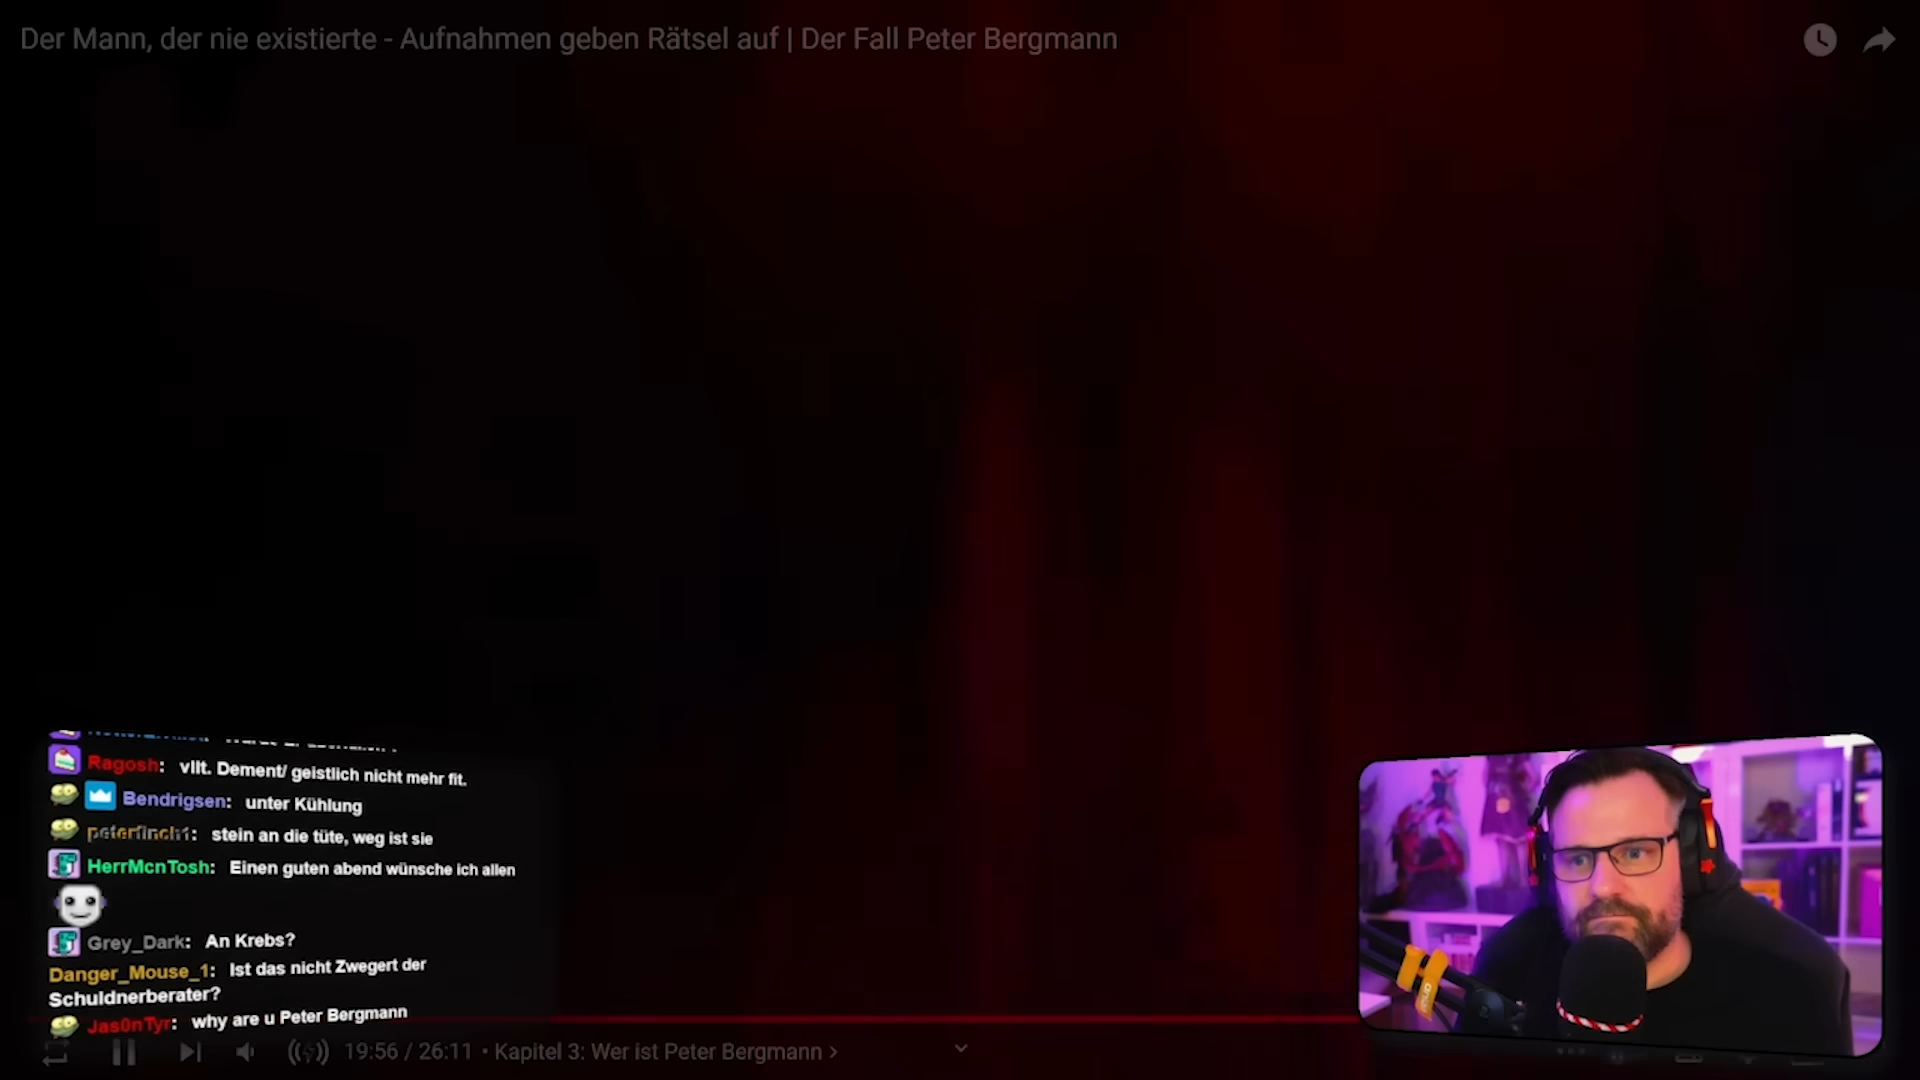 Der Mann, der nie existierte - Aufnahmen geben Rätsel auf | Der Fall Peter Bergmann
Ragosh: vllt. Dement/ geistlich nicht mehr fit.
Bendrigsen: unter Kühlung
peterfinch1: stein an die tüte, weg ist sie
HerrMcnTosh: Einen guten abend wünsche ich allen
Grey_Dark: An Krebs?
Danger_Mouse_1: Ist das nicht Zwegert der
Schuldnerberater?
Jas0nTyr: why are u Peter Bergmann
19:56 / 26:11 • Kapitel 3: Wer ist Peter Bergmann